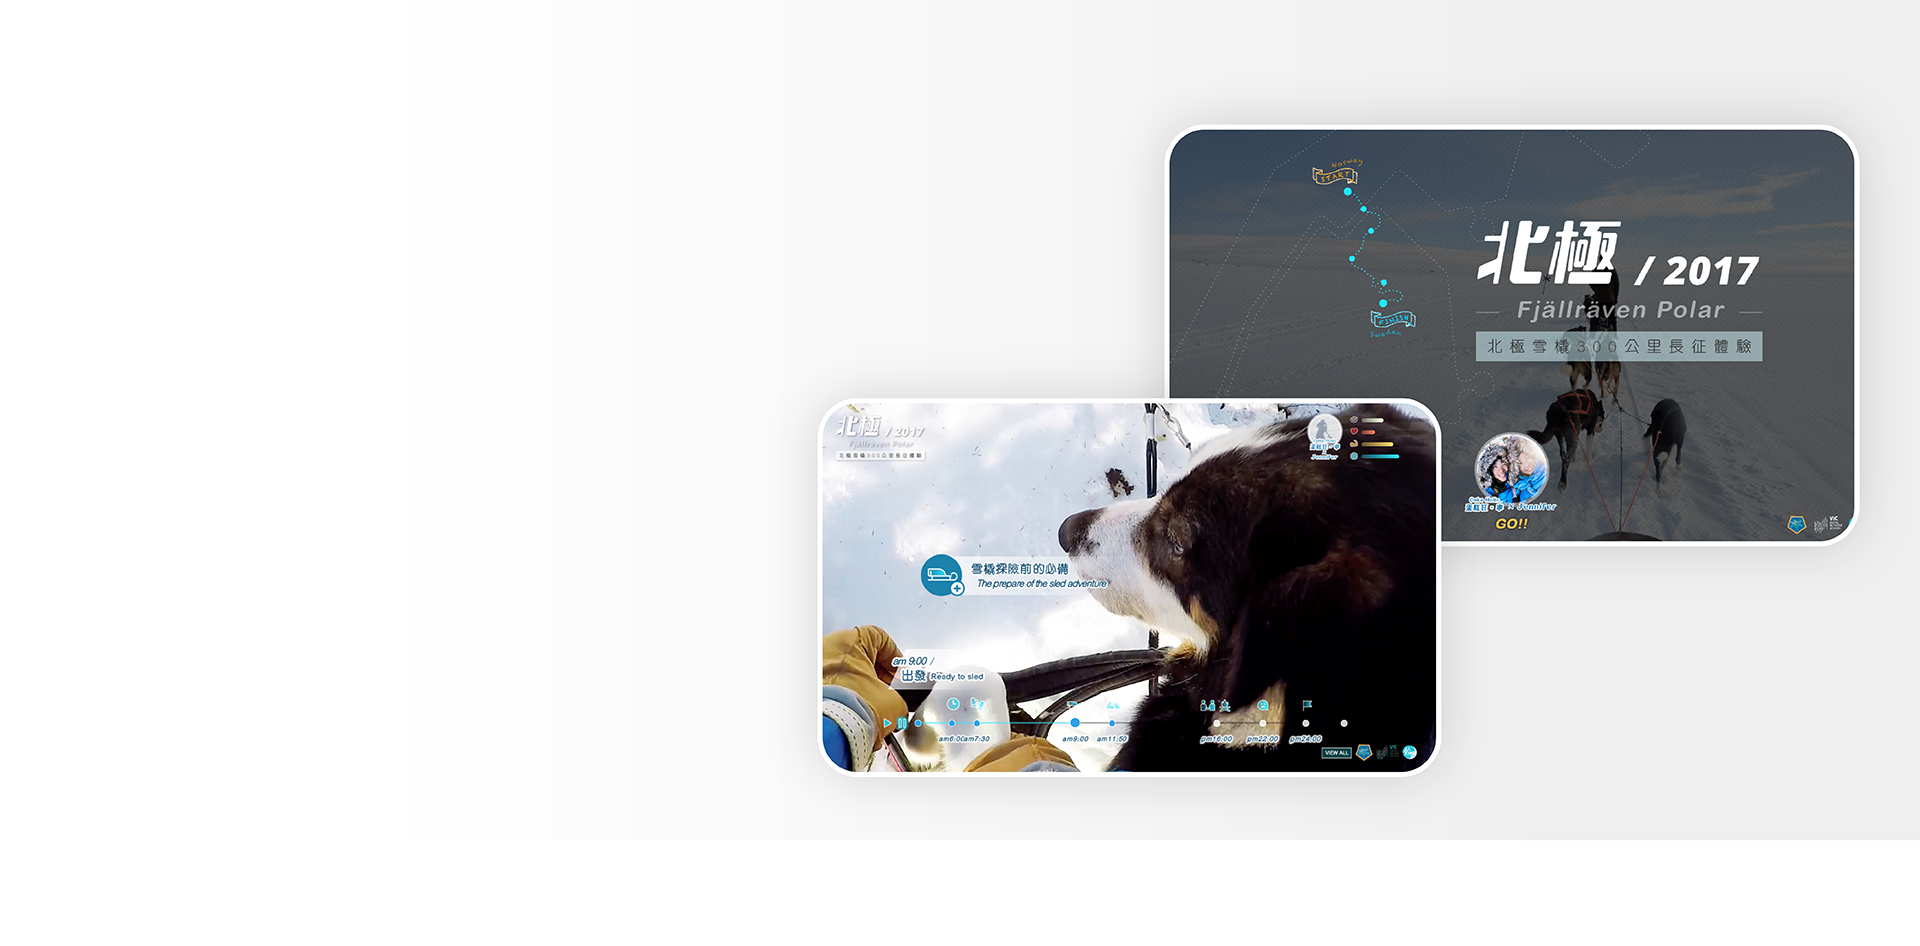 Norway
START
FINISH
Sweden
北極 / 2017
Fjällräven Polar
北極雪橇300公里長征體驗
Jennifer
GO!!
ViC
北極 / 2017
Fjällräven Polar
北極雪橇300公里長征體驗
Jennifer
雪橇探險前的必備
The prepare of the sled adventure
am 9:00 /
出發 Ready to sled
am6:00 am7:30 am9:00 am11:50 pm16:00 pm22:00 pm24:00
VIEW ALL